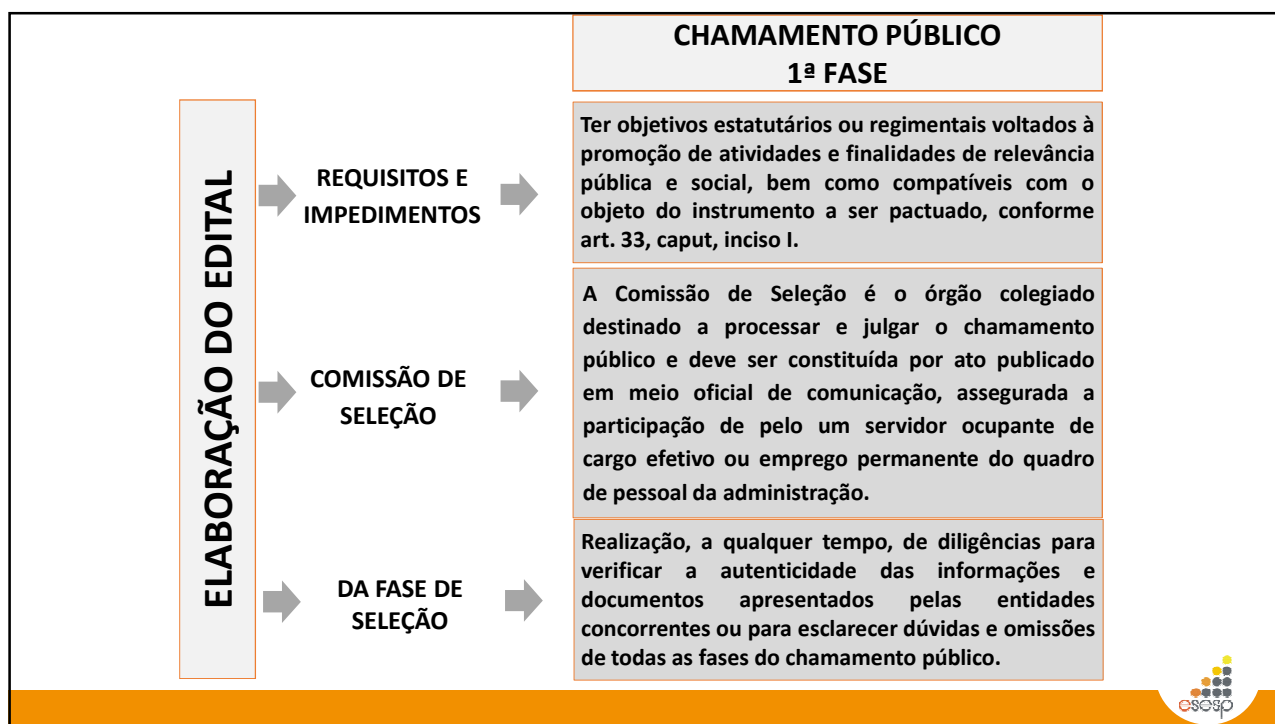 CHAMAMENTO PÚBLICO
1ª FASE
ELABORAÇÃO DO EDITAL
REQUISITOS E
IMPEDIMENTOS
Ter objetivos estatutários ou regimentais voltados à
promoção de atividades e finalidades de relevância
pública e social, bem como compatíveis com o
objeto do instrumento a ser pactuado, conforme
art. 33, caput, inciso I.
COMISSÃO DE
SELEÇÃO
A Comissão de Seleção é o órgão colegiado
destinado a processar e julgar o chamamento
público e deve ser constituída por ato publicado
em meio oficial de comunicação, assegurada a
participação de pelo um servidor ocupante de
cargo efetivo ou emprego permanente do quadro
de pessoal da administração.
DA FASE DE
SELEÇÃO
Realização, a qualquer tempo, de diligências para
verificar a autenticidade das informações e
documentos apresentados pelas entidades
concorrentes ou para esclarecer dúvidas e omissões
de todas as fases do chamamento público.
esesp